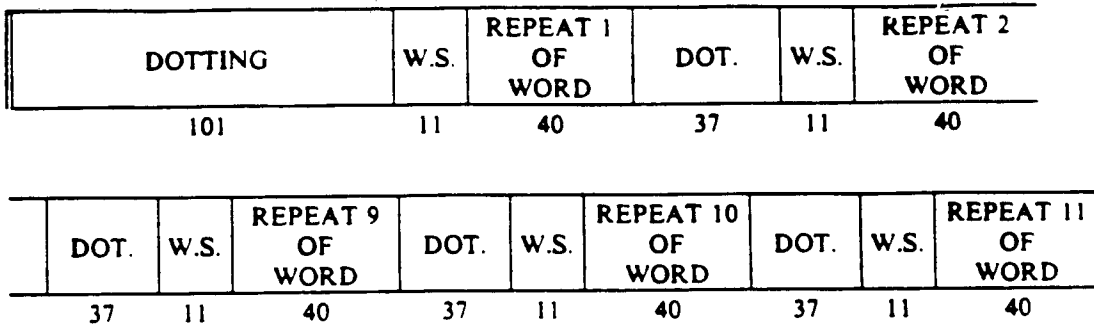 REPEAT 1 REPEAT 2
DOTTING W.S. OF DOT. W.S. OF
WORD WORD
101 11 40 37 11 40
REPEAT 9 REPEAT 10 REPEAT 11
DOT. W.S. OF DOT. W.S. OF DOT. W.S. OF
WORD WORD WORD
37 11 40 37 11 40 37 11 40